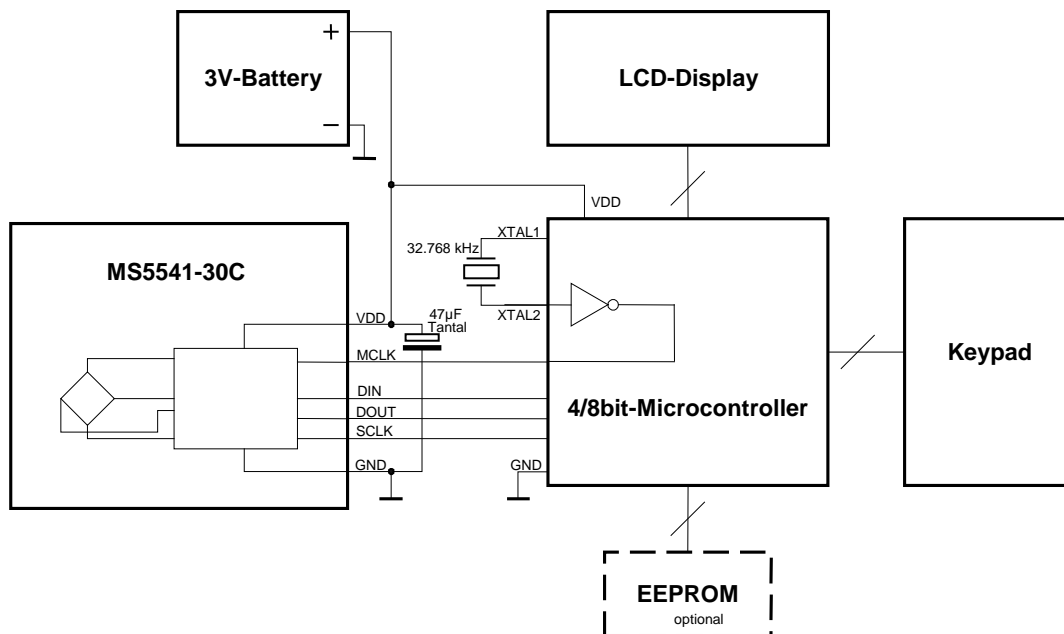 +
3V-Battery
−
LCD-Display
VDD
MS5541-30C
XTAL1
32.768 kHz
XTAL2
47µF
Tantal
VDD
MCLK
DIN
DOUT
SCLK
GND
GND
4/8bit-Microcontroller
Keypad
EEPROM
optional